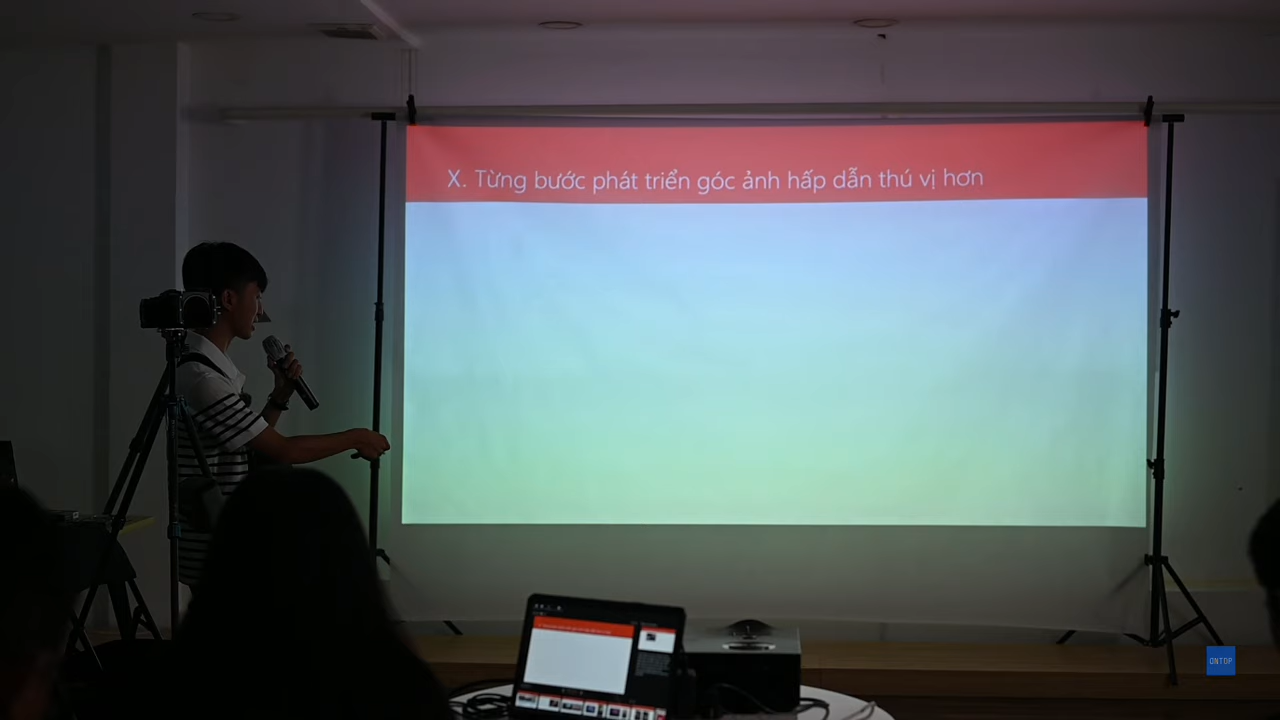 X. Từng bước phát triển góc ảnh hấp dẫn thú vị hơn
ONTOP